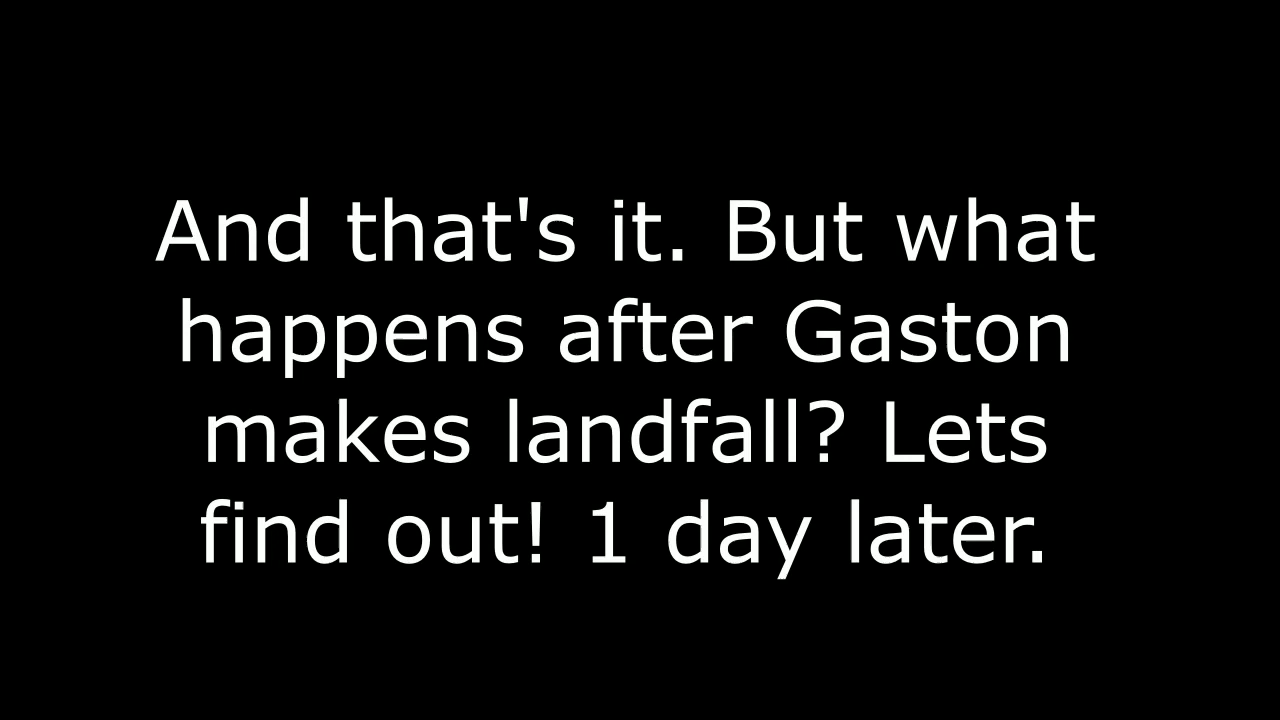 And that's it. But what
happens after Gaston
makes landfall? Lets
find out! 1 day later.